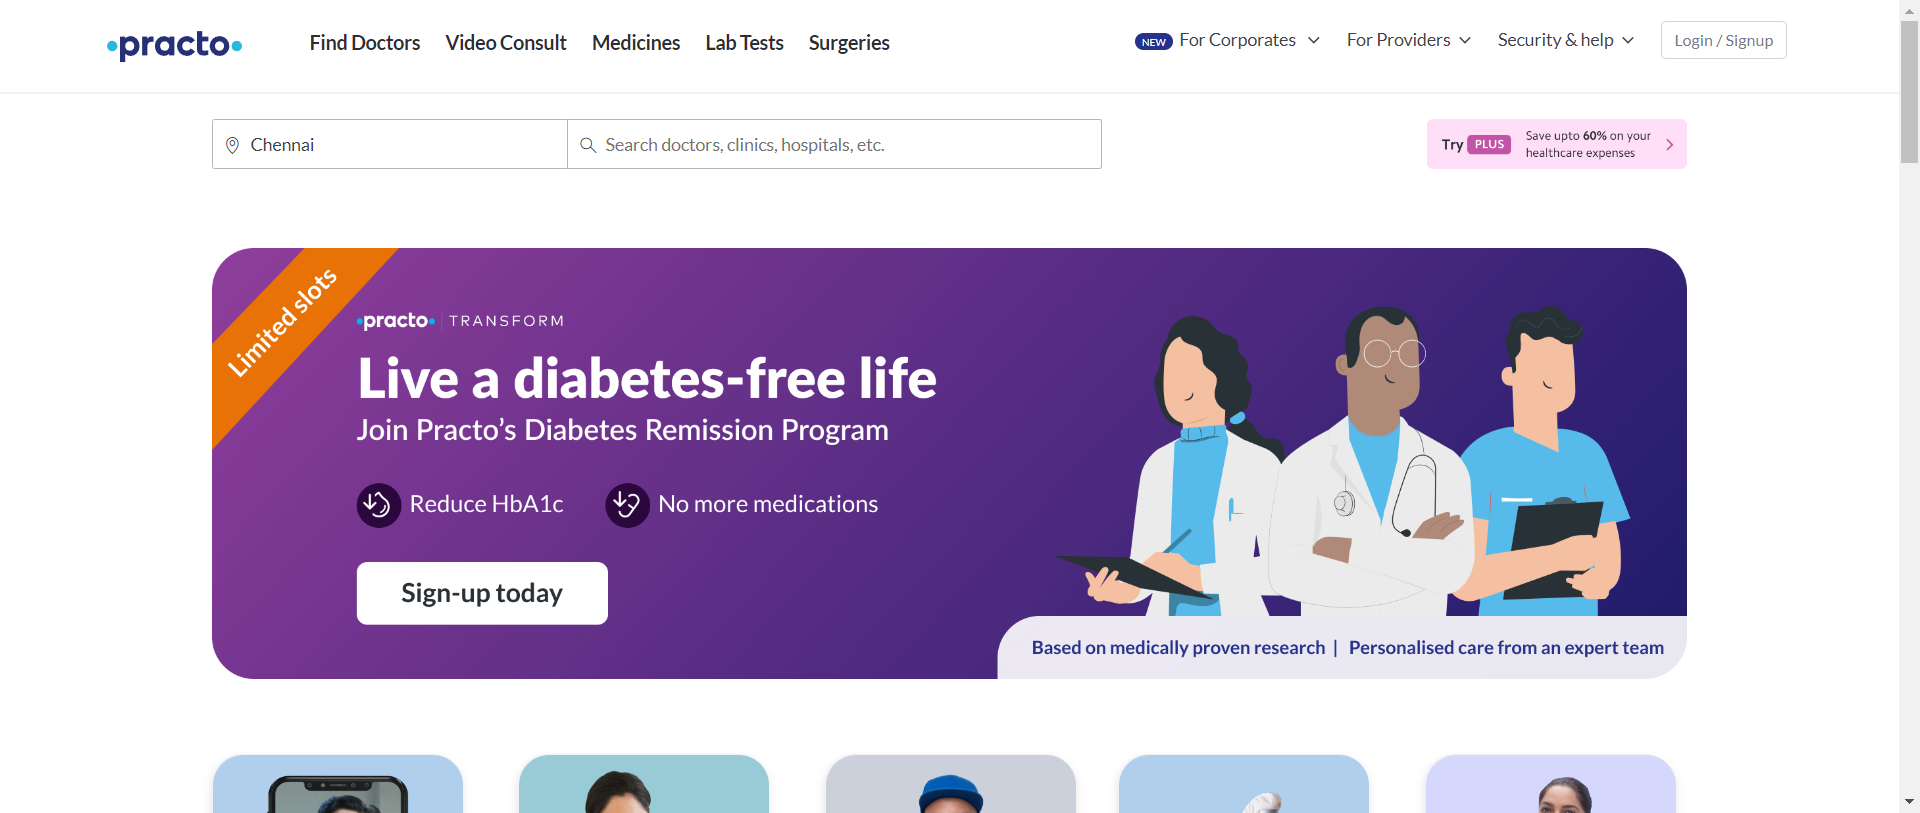 practo
Find Doctors
Video Consult
Medicines
Lab Tests
Surgeries
NEW For Corporates
For Providers
Security & help
Login / Signup
Chennai
Search doctors, clinics, hospitals, etc.
Try PLUS
Save upto 60% on your
healthcare expenses
Limited slots
practo TRANSFORM
Live a diabetes-free life
Join Practo’s Diabetes Remission Program
Reduce HbA1c
No more medications
Sign-up today
Based on medically proven research | Personalised care from an expert team